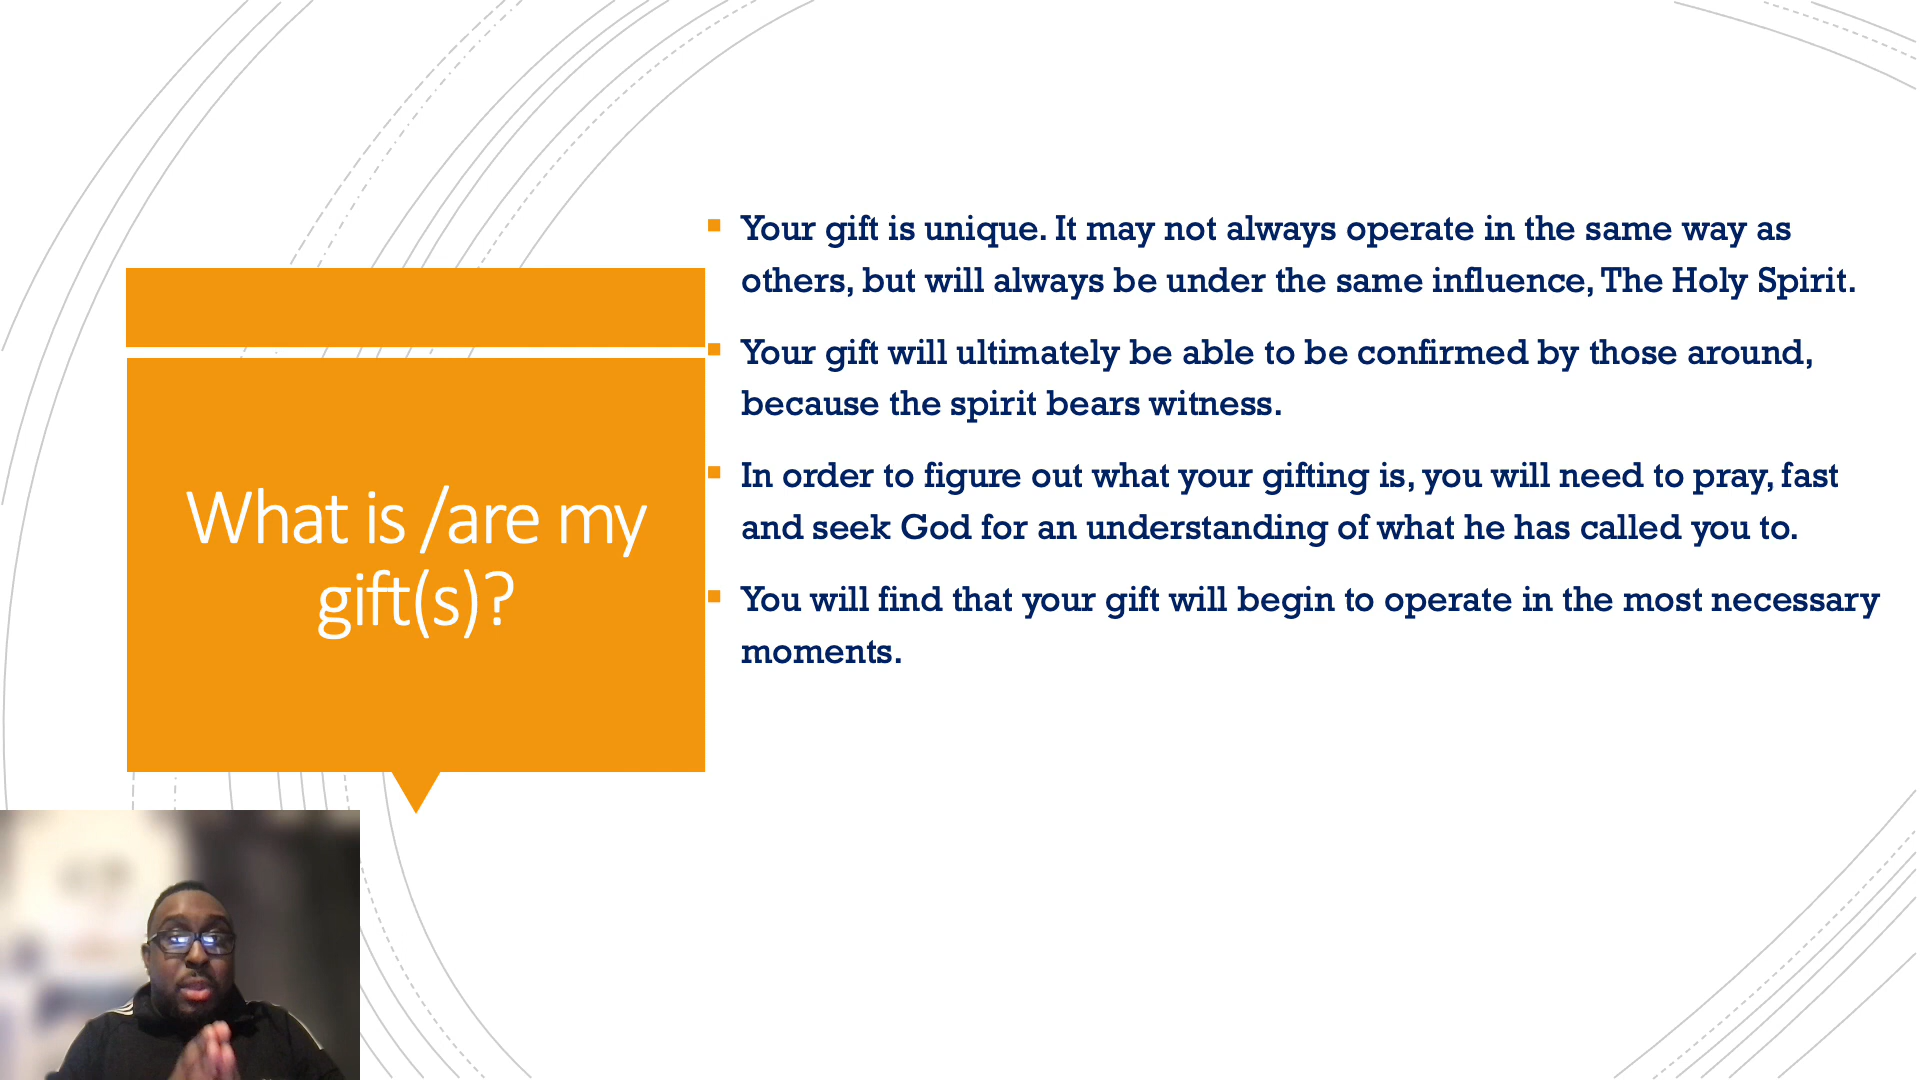 What is /are my
gift(s)?
Your gift is unique. It may not always operate in the same way as
others, but will always be under the same influence, The Holy Spirit.
Your gift will ultimately be able to be confirmed by those around,
because the spirit bears witness.
In order to figure out what your gifting is, you will need to pray, fast
and seek God for an understanding of what he has called you to.
You will find that your gift will begin to operate in the most necessary
moments.